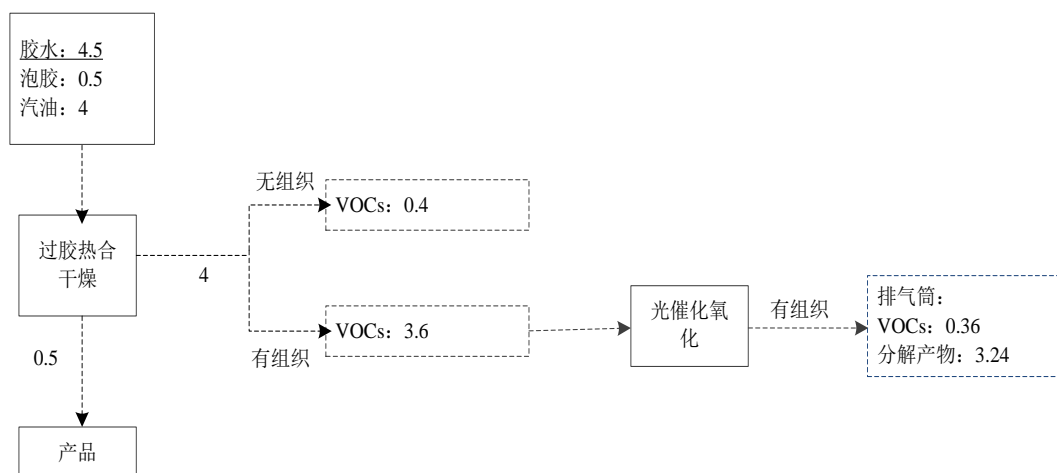 胶水：4.5
泡胶：0.5
汽油：4
无组织
VOCs：0.4
过胶热合
干燥
4
VOCs：3.6
有组织
光催化氧
化
有组织
排气筒：
VOCs：0.36
分解产物：3.24
0.5
产品